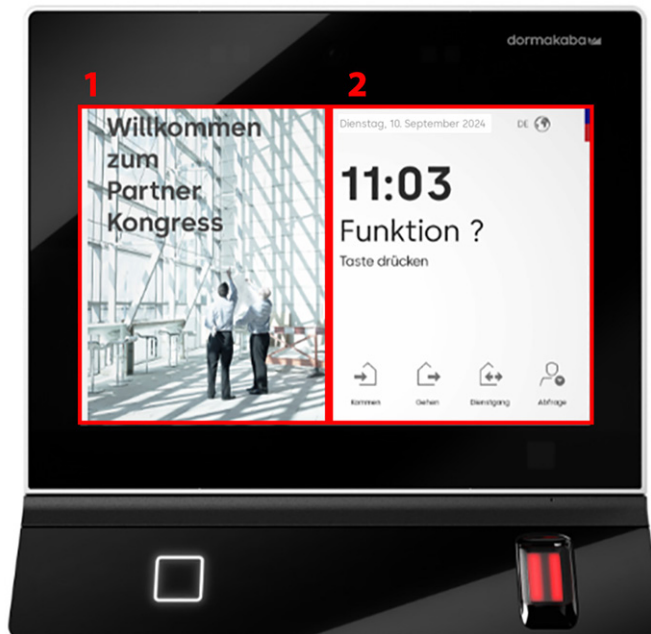 dormakaba
1
2
Willkommen
zum
Partner
Kongress
Dienstag, 10. September 2024
DE
11:03
Funktion ?
Taste drücken
Kommen
Gehen
Dienstgang
Abfrage